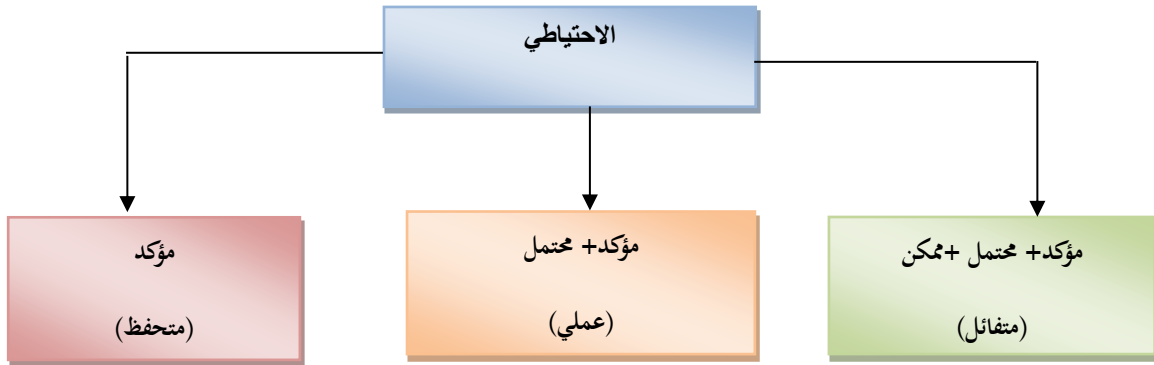 الاحتياطي
مؤكد+ محتمل +ممكن
(متفائل)
مؤكد+ محتمل
(عملي)
مؤكد
(متحفظ)